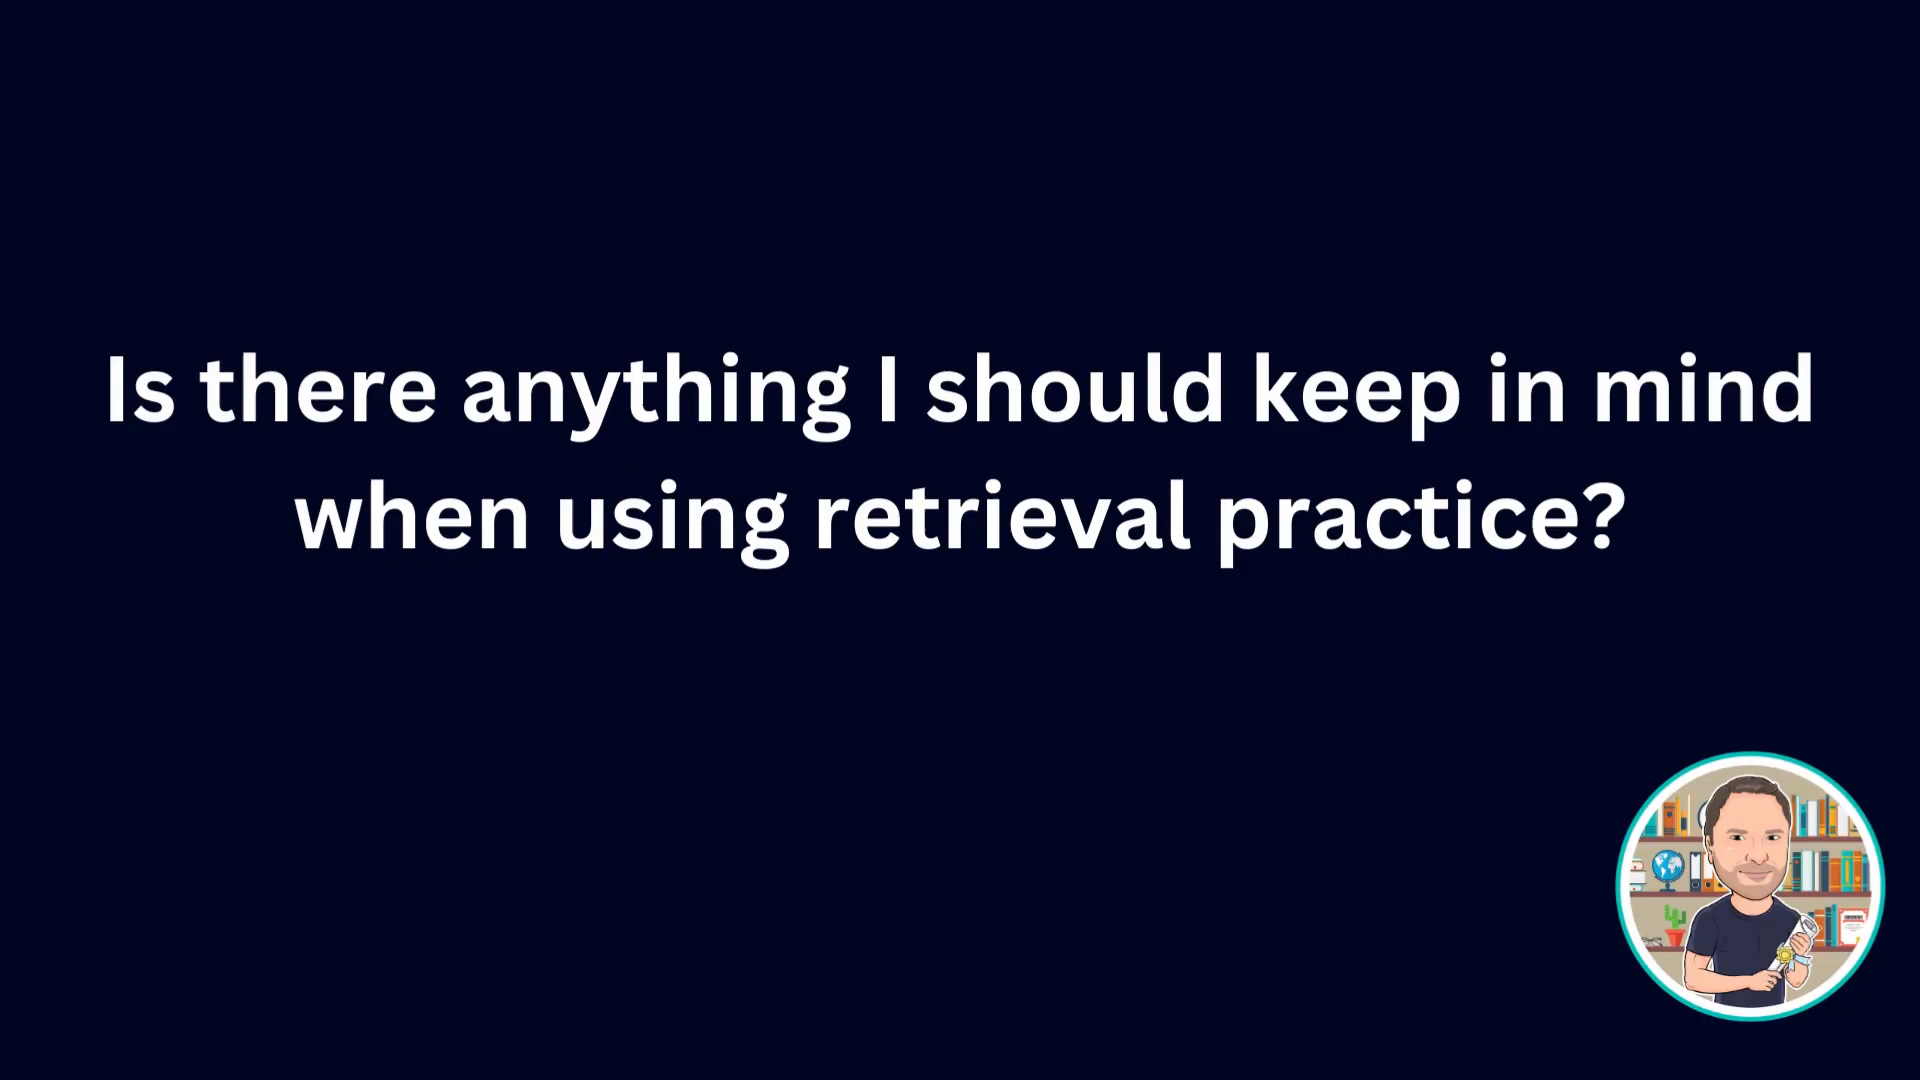 Is there anything I should keep in mind
when using retrieval practice?